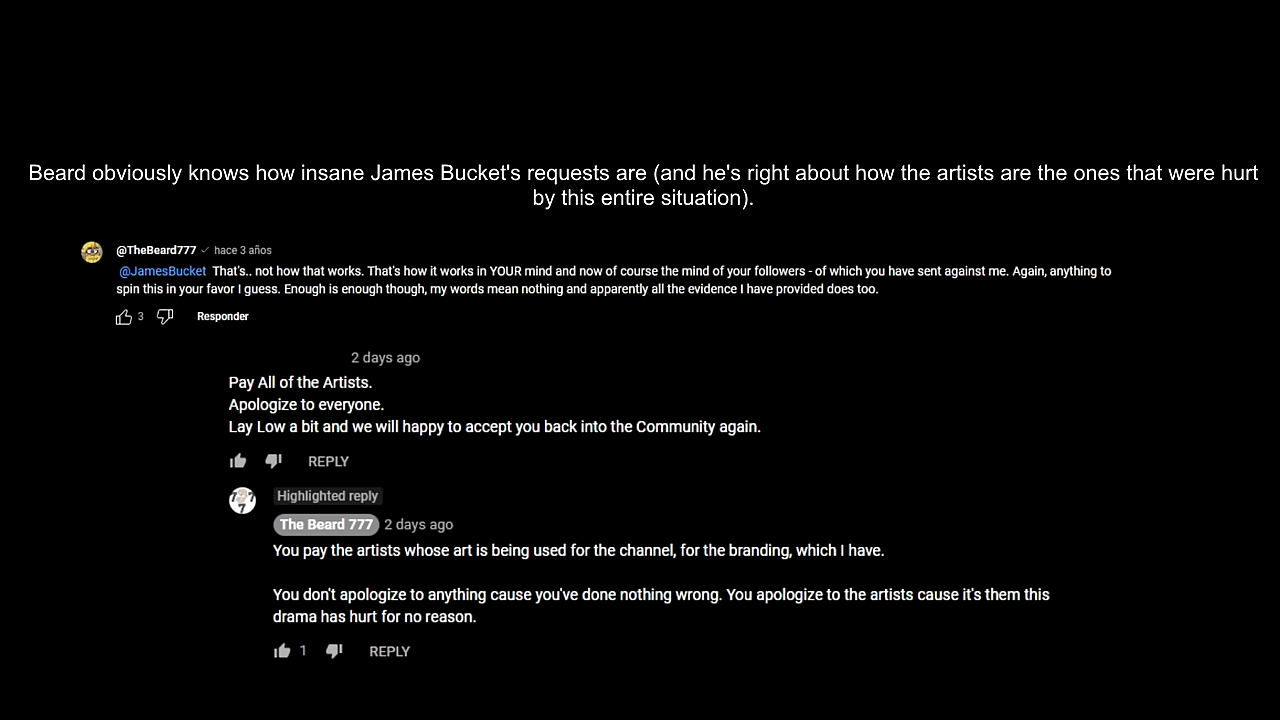 Beard obviously knows how insane James Bucket's requests are (and he's right about how the artists are the ones that were hurt
by this entire situation).
@TheBeard777 hace 3 años
@JamesBucket That's.. not how that works. That's how it works in YOUR mind and now of course the mind of your followers - of which you have sent against me. Again, anything to
spin this in your favor I guess. Enough is enough though, my words mean nothing and apparently all the evidence I have provided does too.
3 Responder
2 days ago
Pay All of the Artists.
Apologize to everyone.
Lay Low a bit and we will happy to accept you back into the Community again.
REPLY
777
Highlighted reply
The Beard 777 2 days ago
You pay the artists whose art is being used for the channel, for the branding, which I have.
You don't apologize to anything cause you've done nothing wrong. You apologize to the artists cause it's them this
drama has hurt for no reason.
1 REPLY